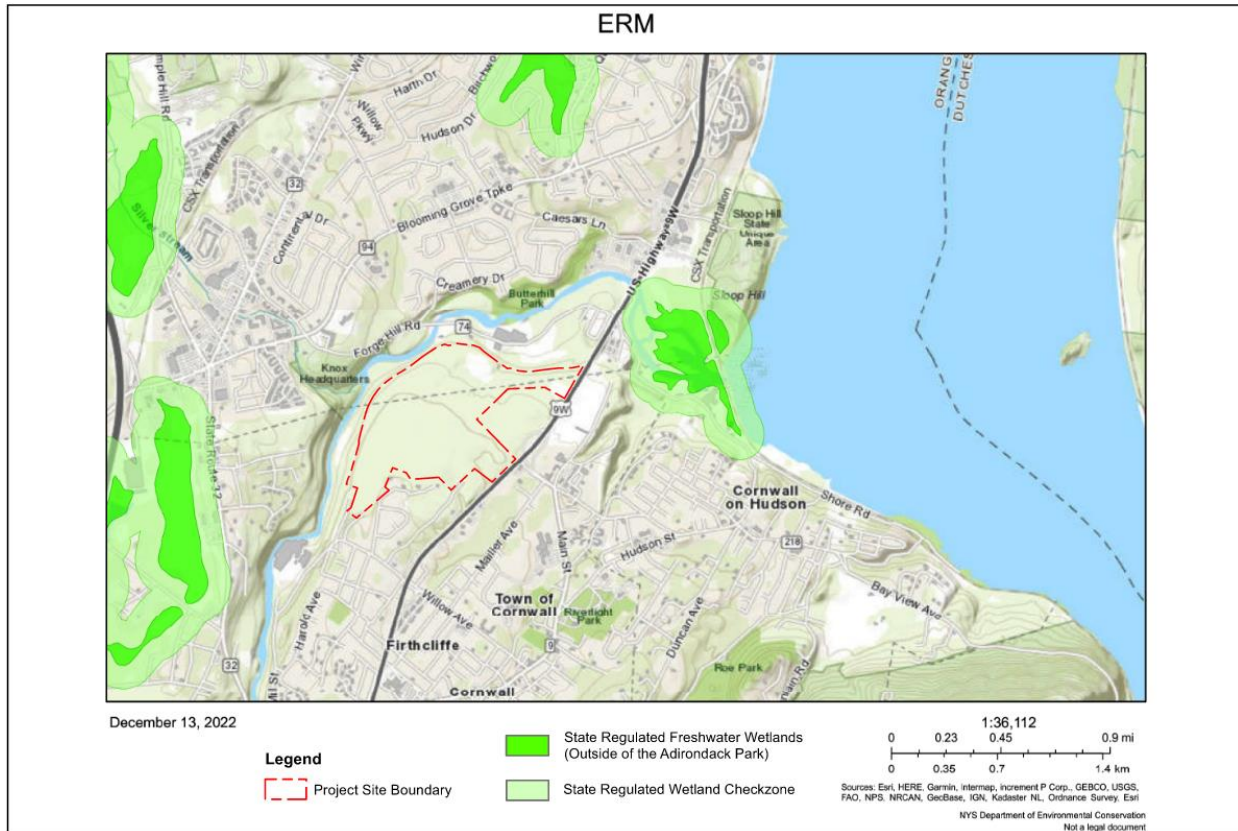 ERM
ORANGE
DUTCHES
Harth Dr
Willow
Pkwy
Hudson Dr
CSX Transportation
32
Continental Dr
Blooming Grove Tpke
94
Caesars Ln
US Highway 9W
CSX Transportation
Sloop Hill
State
Unique
Area
Sloop Hill
Silver stream
Creamery Dr
Butterhill
Park
Forge Hill Rd
74
Knox
Headquarters
9W
State Route 32
Cornwall
on Hudson
Shore Rd
218
Hudson St
Main St
Mailler Ave
Bay View Ave
Town of
Cornwall
Riverlight
Park
Willow Ave
Duncan Ave
Harold Ave
Firthcliffe
9
Roe Park
32
Mill St
Cornwall
December 13, 2022
1:36,112
0 0.23 0.45 0.9 mi
0 0.35 0.7 1.4 km
Legend
Project Site Boundary
State Regulated Freshwater Wetlands
(Outside of the Adirondack Park)
State Regulated Wetland Checkzone
Sources: Esri, HERE, Garmin, Intermap, increment P Corp., GEBCO, USGS,
FAO, NPS, NRCAN, GeoBase, IGN, Kadaster NL, Ordnance Survey, Esri
NYS Department of Environmental Conservation
Not a legal document